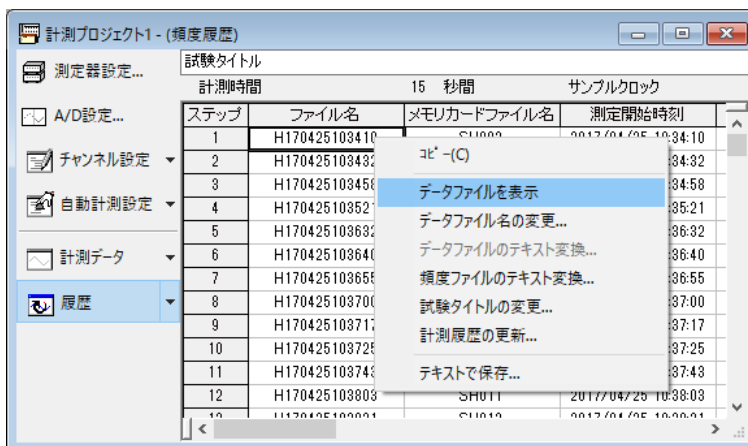 計測プロジェクト1 - (頻度履歴)
測定器設定...
A/D設定...
チャンネル設定
自動計測設定
計測データ
履歴
試験タイトル
計測時間 15 秒間 サンプルクロック
ステップ ファイル名 メモリカードファイル名 測定開始時刻
1 H170425103410 2017/04/25 10:34:10
2 H170425103432 :34:32
3 H170425103458 :34:58
4 H170425103521 :35:21
5 H170425103632 :36:32
6 H170425103640 :36:40
7 H170425103655 :36:55
8 H170425103700 :37:00
9 H170425103717 :37:17
10 H170425103725 :37:25
11 H170425103743 :37:43
12 H170425103803 SH011 2017/04/25 10:38:03
コピー(C)
データファイルを表示
データファイル名の変更...
データファイルのテキスト変換...
頻度ファイルのテキスト変換...
試験タイトルの変更...
計測履歴の更新...
テキストで保存...